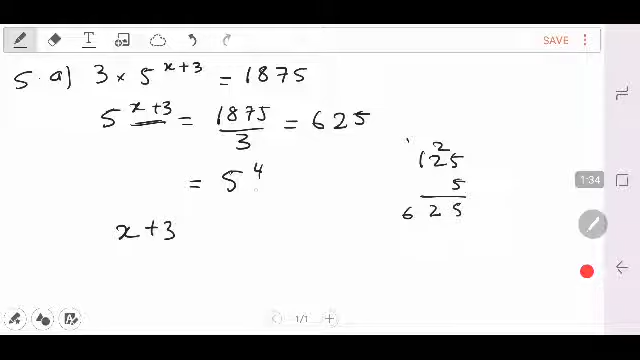 T SAVE
5. a) 3 × 5^(x+3) = 1875
5^(x+3) = 1875/3 = 625
= 5^4
x + 3
2
125
5
625
1:34
1/1